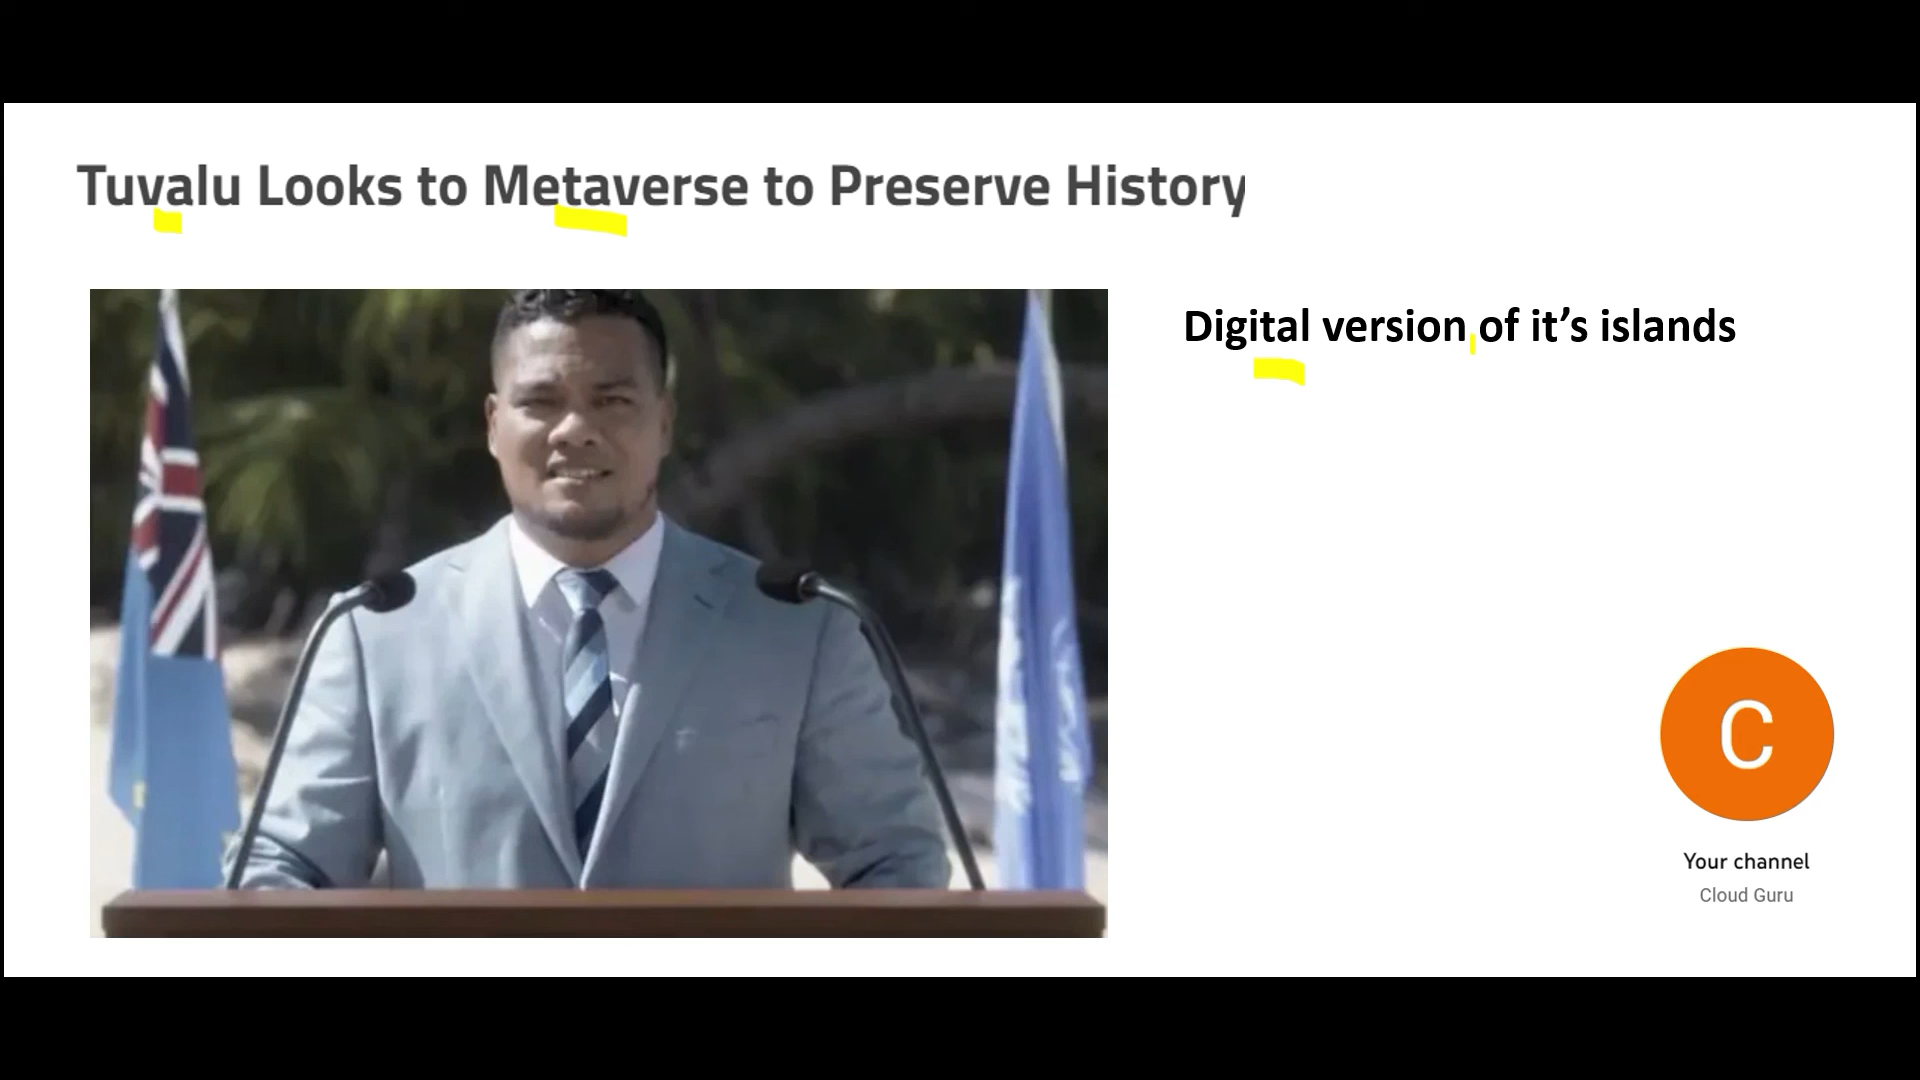 Tuvalu Looks to Metaverse to Preserve History
Digital version of it’s islands
C
Your channel
Cloud Guru